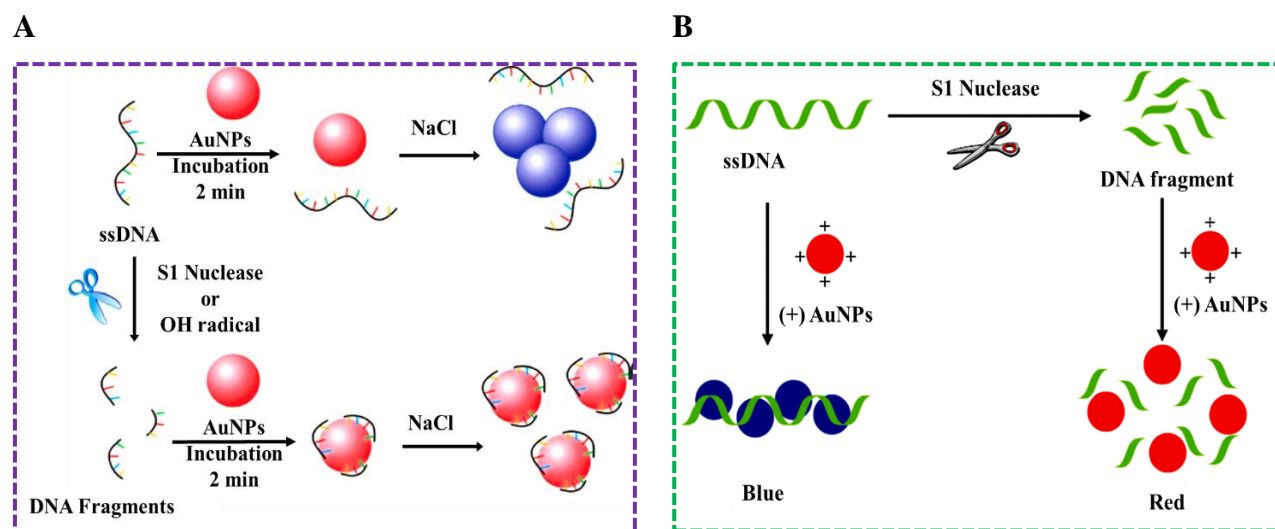 A
AuNPs
Incubation
2 min
NaCl
ssDNA
S1 Nuclease
or
OH radical
AuNPs
Incubation
2 min
NaCl
DNA Fragments
B
S1 Nuclease
ssDNA
DNA fragment
+
+ +
+
(+) AuNPs
+
+ +
+
(+) AuNPs
Blue
Red